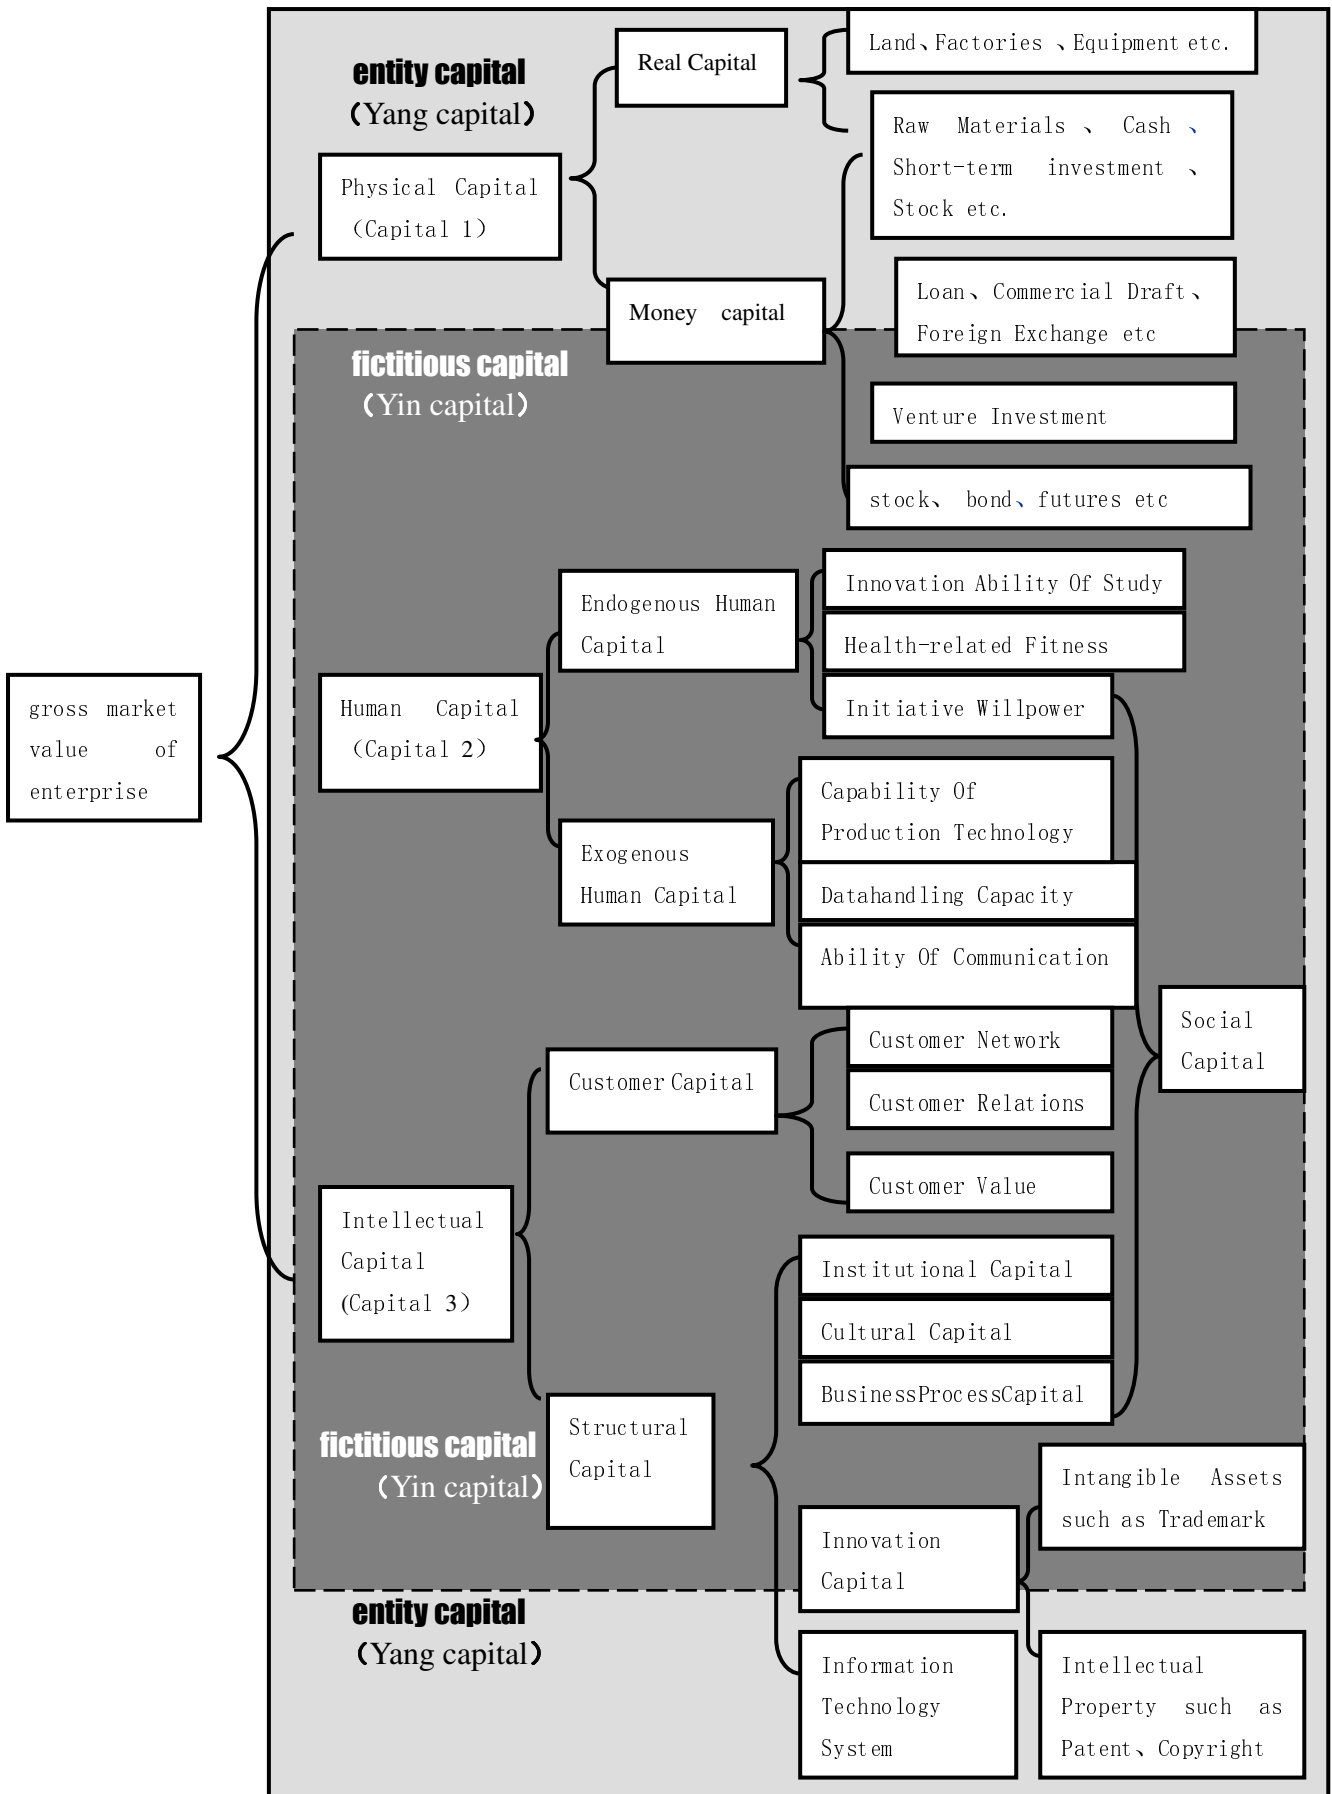 Land、Factories 、Equipment etc.
Real Capital
entity capital
（Yang capital）
Raw Materials 、 Cash 、
Short-term investment 、
Stock etc.
Physical Capital
（Capital 1）
Loan、Commercial Draft、
Foreign Exchange etc
Money capital
fictitious capital
（Yin capital）
Venture Investment
stock、 bond、futures etc
Innovation Ability Of Study
Endogenous Human
Capital
Health-related Fitness
Initiative Willpower
gross market
value of
enterprise
Human Capital
（Capital 2）
Capability Of
Production Technology
Exogenous
Human Capital
Datahandling Capacity
Ability Of Communication
Social
Capital
Customer Network
Customer Capital
Customer Relations
Customer Value
Intellectual
Capital
(Capital 3）
Institutional Capital
Cultural Capital
BusinessProcessCapital
Structural
Capital
fictitious capital
（Yin capital）
Intangible Assets
such as Trademark
Innovation
Capital
entity capital
（Yang capital）
Information
Technology
System
Intellectual
Property such as
Patent、Copyright